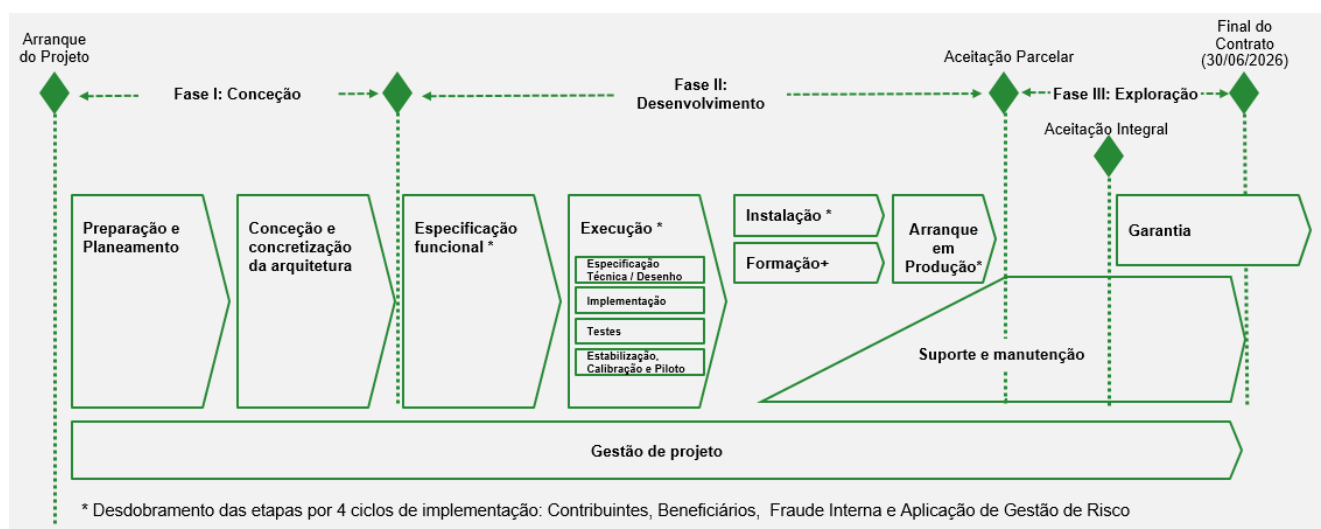 Arranque
do Projeto
Fase I: Conceção
Fase II:
Desenvolvimento
Aceitação Parcelar
Fase III: Exploração
Final do
Contrato
(30/06/2026)
Aceitação Integral
Preparação e
Planeamento
Conceção e
concretização
da arquitetura
Especificação
funcional *
Execução *
Especificação
Técnica / Desenho
Implementação
Testes
Estabilização,
Calibração e Piloto
Instalação *
Formação+
Arranque
em
Produção*
Garantia
Suporte e manutenção
Gestão de projeto
* Desdobramento das etapas por 4 ciclos de implementação: Contribuintes, Beneficiários, Fraude Interna e Aplicação de Gestão de Risco